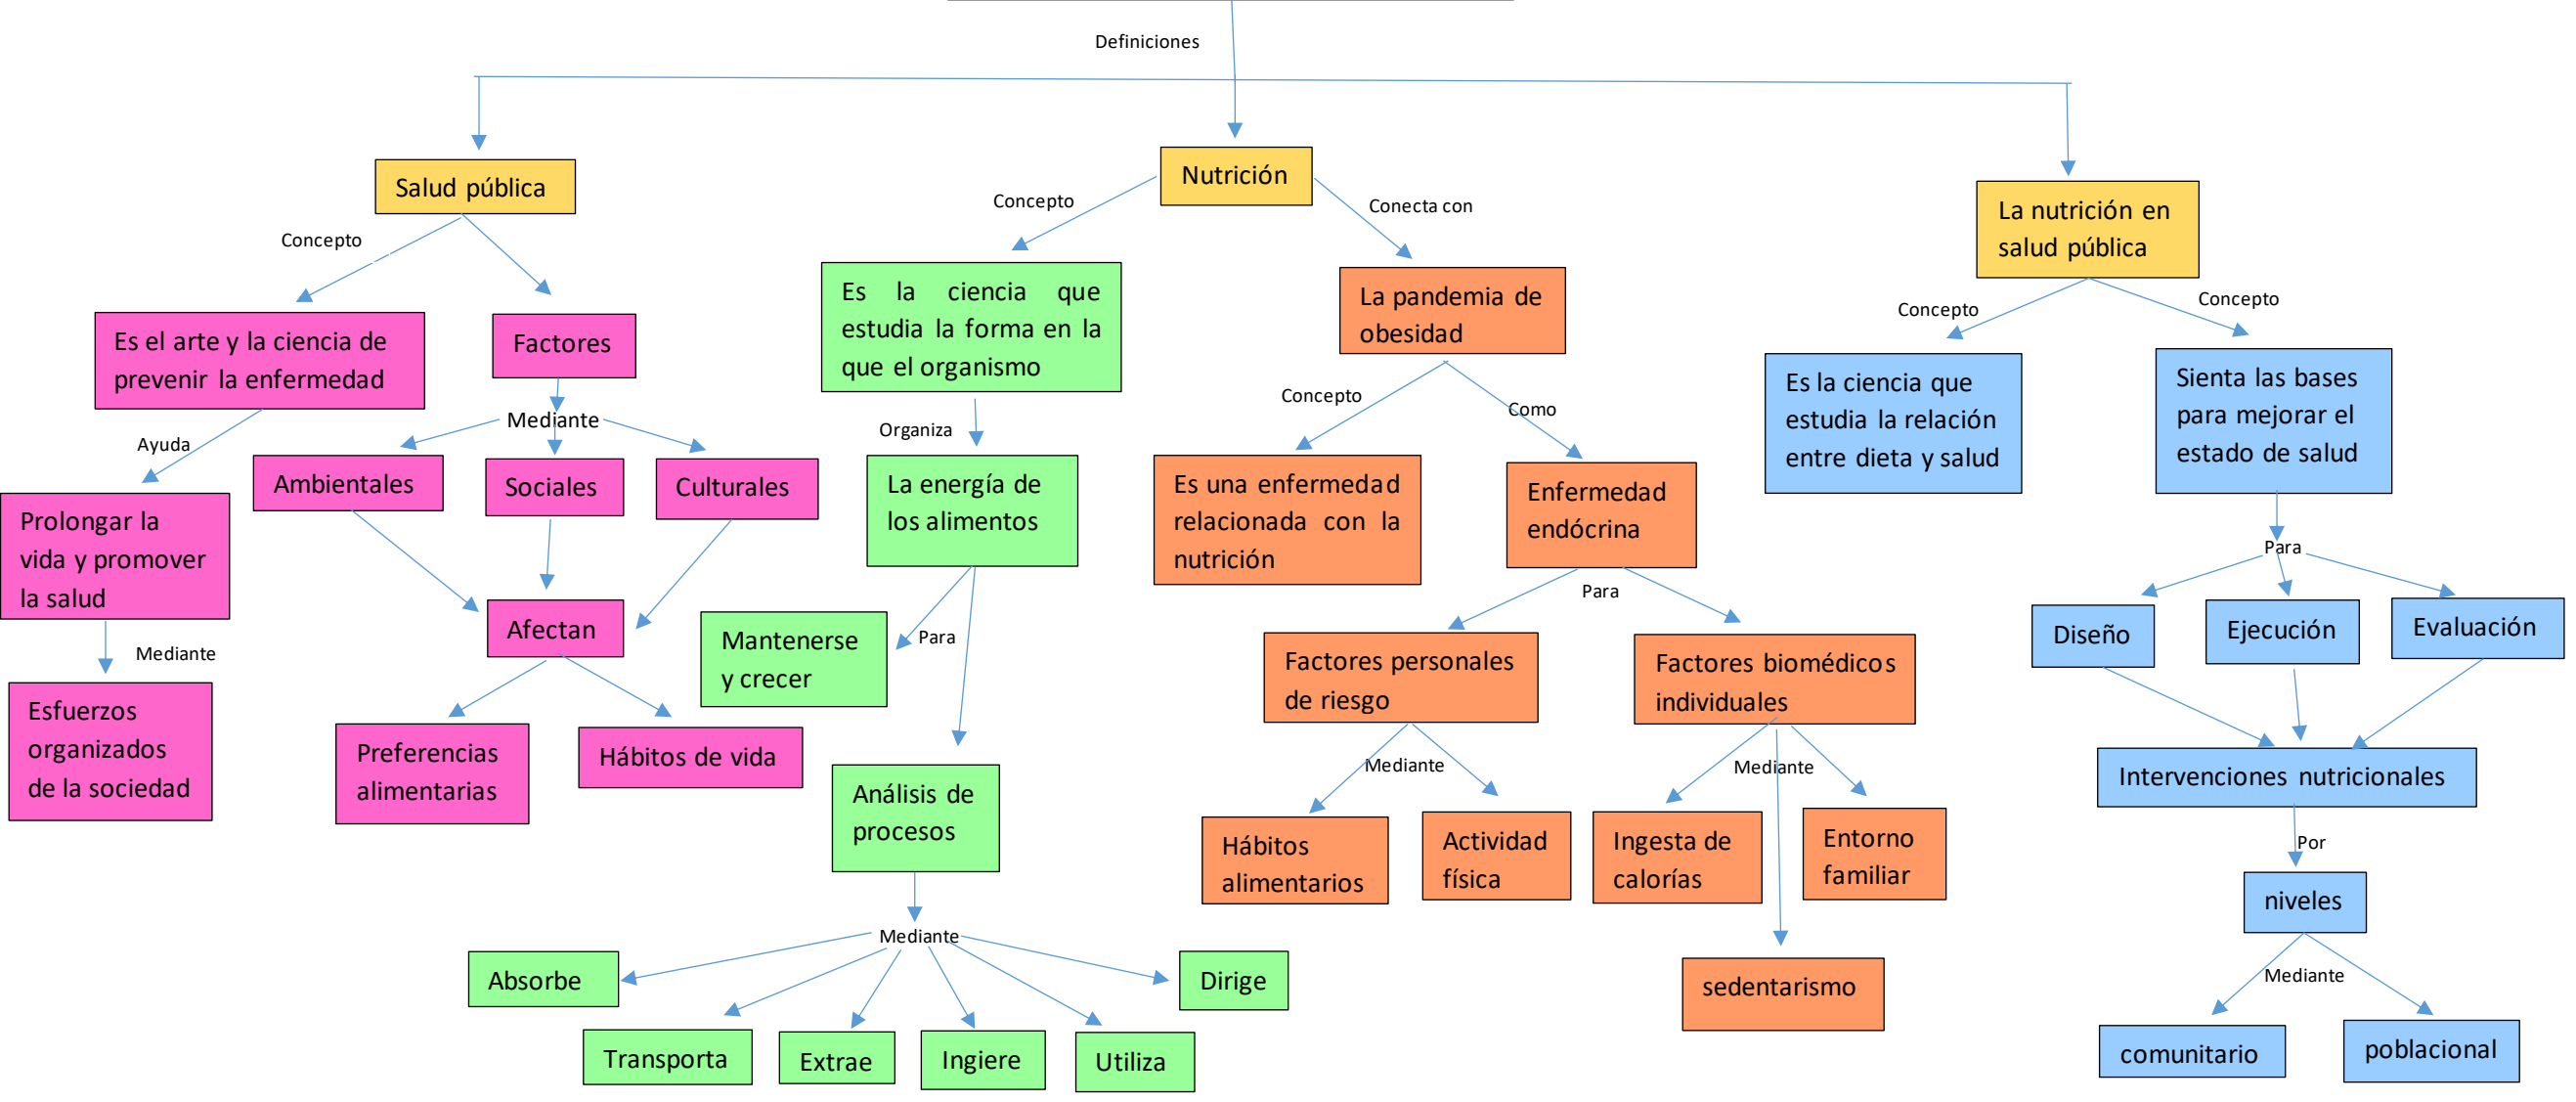 Definiciones
Salud pública
Concepto
Es el arte y la ciencia de
prevenir la enfermedad
Ayuda
Prolongar la
vida y promover
la salud
Mediante
Esfuerzos
organizados
de la sociedad
Factores
Mediante
Ambientales
Sociales
Culturales
Afectan
Preferencias
alimentarias
Hábitos de vida
Nutrición
Concepto
Es la ciencia que
estudia la forma en la
que el organismo
Organiza
La energía de
los alimentos
Para
Mantenerse
y crecer
Análisis de
procesos
Mediante
Absorbe
Transporta
Extrae
Ingiere
Utiliza
Dirige
Conecta con
La pandemia de
obesidad
Concepto
Es una enfermedad
relacionada con la
nutrición
Como
Enfermedad
endócrina
Para
Factores personales
de riesgo
Mediante
Hábitos
alimentarios
Actividad
física
Factores biomédicos
individuales
Mediante
Ingesta de
calorías
sedentarismo
Entorno
familiar
La nutrición en
salud pública
Concepto
Es la ciencia que
estudia la relación
entre dieta y salud
Concepto
Sienta las bases
para mejorar el
estado de salud
Para
Diseño
Ejecución
Evaluación
Intervenciones nutricionales
Por
niveles
Mediante
comunitario
poblacional